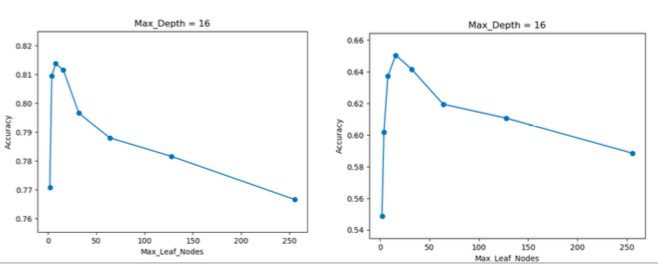 Max_Depth = 16
0.82
0.81
0.80
0.79
0.78
0.77
0.76
Accuracy
0 50 100 150 200 250
Max_Leaf_Nodes
Max_Depth = 16
0.66
0.64
0.62
0.60
0.58
0.56
0.54
Accuracy
0 50 100 150 200 250
Max_Leaf_Nodes